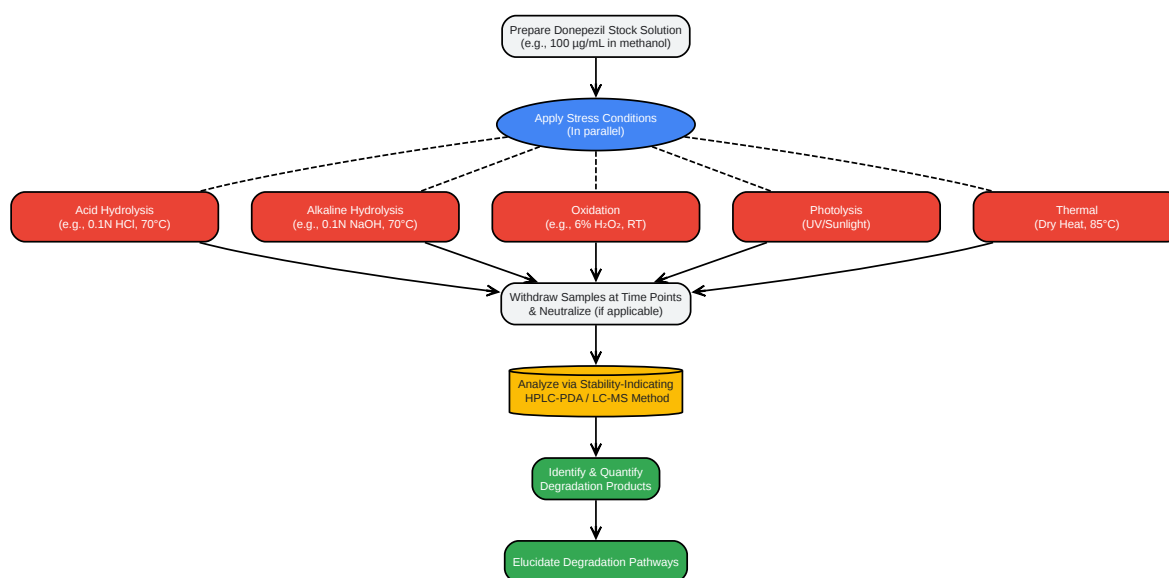 Prepare Donepezil Stock Solution
(e.g., 100 µg/mL in methanol)
Apply Stress Conditions
(In parallel)
Acid Hydrolysis
(e.g., 0.1N HCl, 70°C)
Alkaline Hydrolysis
(e.g., 0.1N NaOH, 70°C)
Oxidation
(e.g., 6% H₂O₂, RT)
Photolysis
(UV/Sunlight)
Thermal
(Dry Heat, 85°C)
Withdraw Samples at Time Points
& Neutralize (if applicable)
Analyze via Stability-Indicating
HPLC-PDA / LC-MS Method
Identify & Quantify
Degradation Products
Elucidate Degradation Pathways